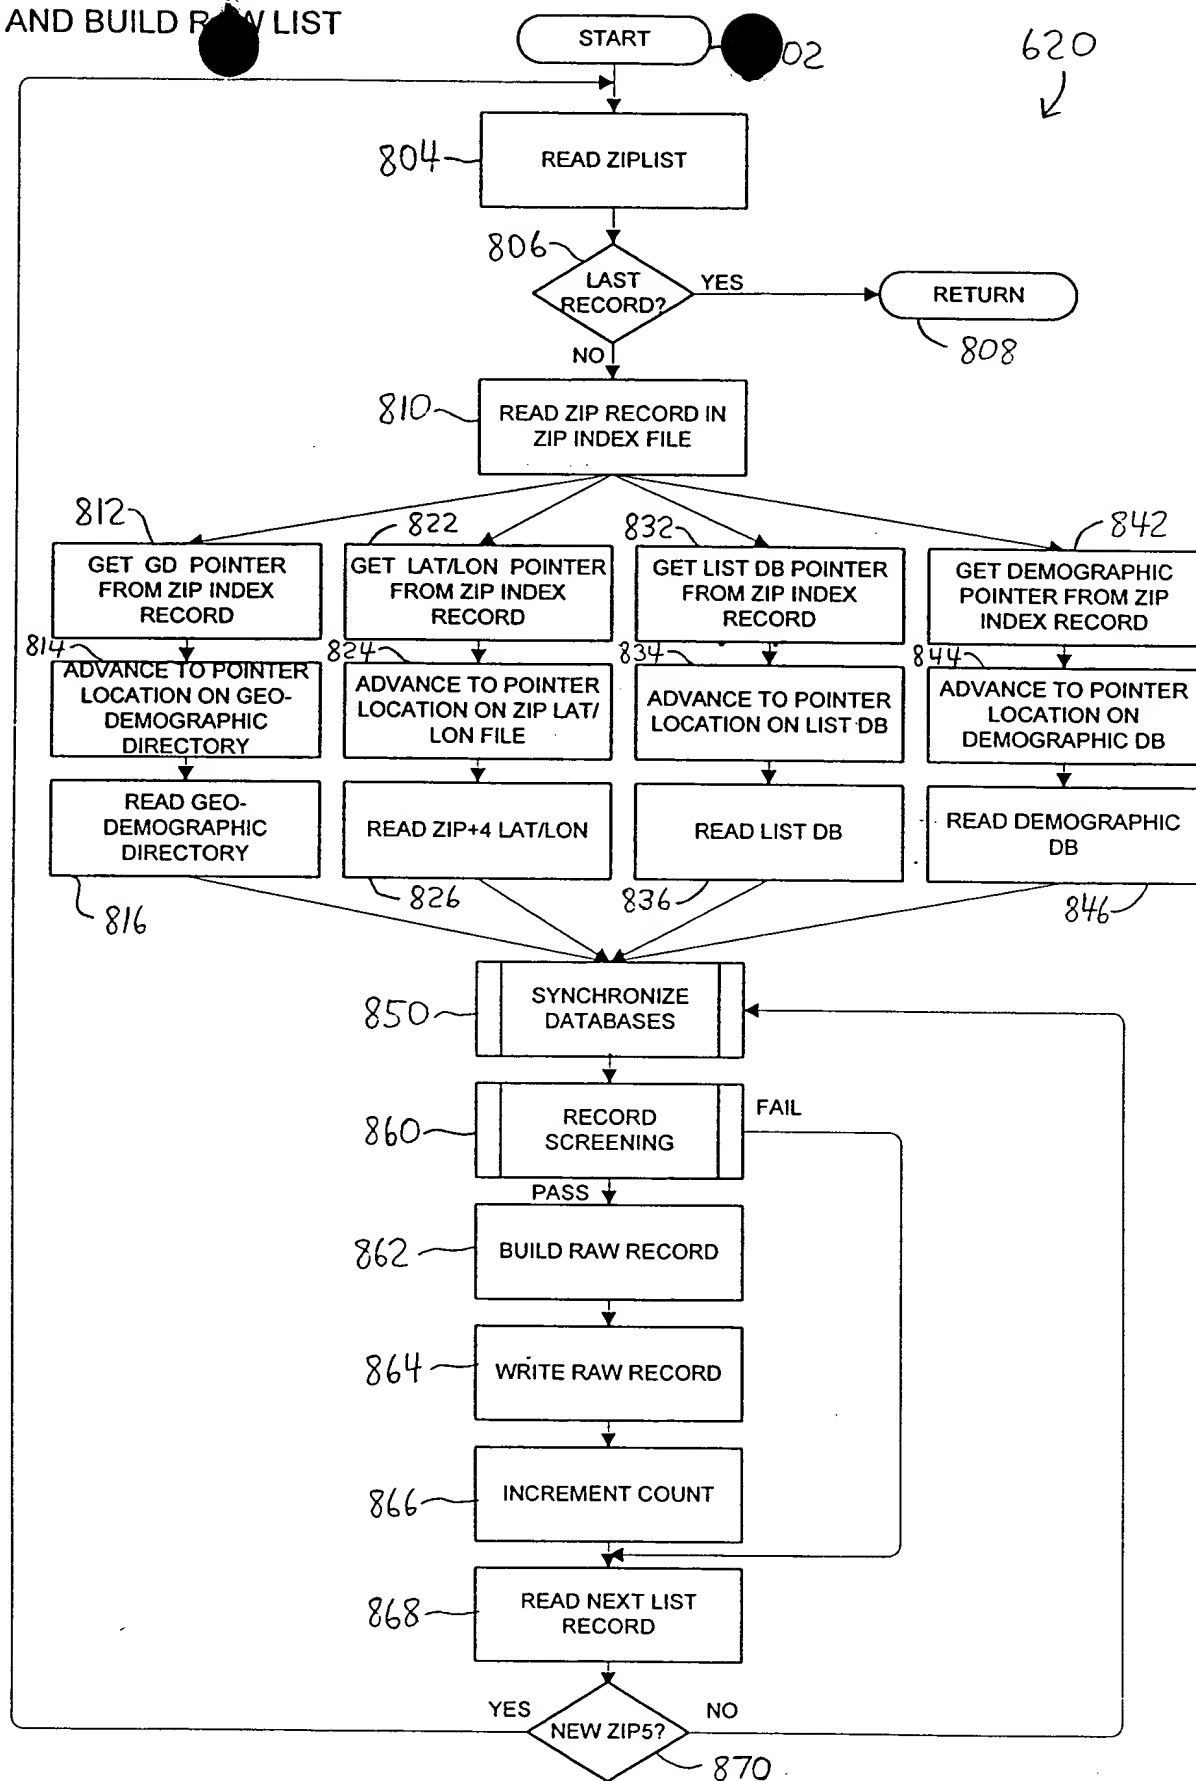 AND BUILD LIST
START
02
620
804
READ ZIPLIST
806
LAST
RECORD?
YES
RETURN
808
NO
810
READ ZIP RECORD IN
ZIP INDEX FILE
812
GET GD POINTER
FROM ZIP INDEX
RECORD
822
GET LAT/LON POINTER
FROM ZIP INDEX
RECORD
832
GET LIST DB POINTER
FROM ZIP INDEX
RECORD
842
GET DEMOGRAPHIC
POINTER FROM ZIP
INDEX RECORD
814
ADVANCE TO POINTER
LOCATION ON GEO-
DEMOGRAPHIC
DIRECTORY
824
ADVANCE TO POINTER
LOCATION ON ZIP LAT/
LON FILE
834
ADVANCE TO POINTER
LOCATION ON LIST DB
844
ADVANCE TO POINTER
LOCATION ON
DEMOGRAPHIC DB
READ GEO-
DEMOGRAPHIC
DIRECTORY
816
READ ZIP+4 LAT/LON
826
READ LIST DB
836
READ DEMOGRAPHIC
DB
846
850
SYNCHRONIZE
DATABASES
860
RECORD
SCREENING
FAIL
PASS
862
BUILD RAW RECORD
864
WRITE RAW RECORD
866
INCREMENT COUNT
868
READ NEXT LIST
RECORD
YES
NEW ZIP5?
NO
870